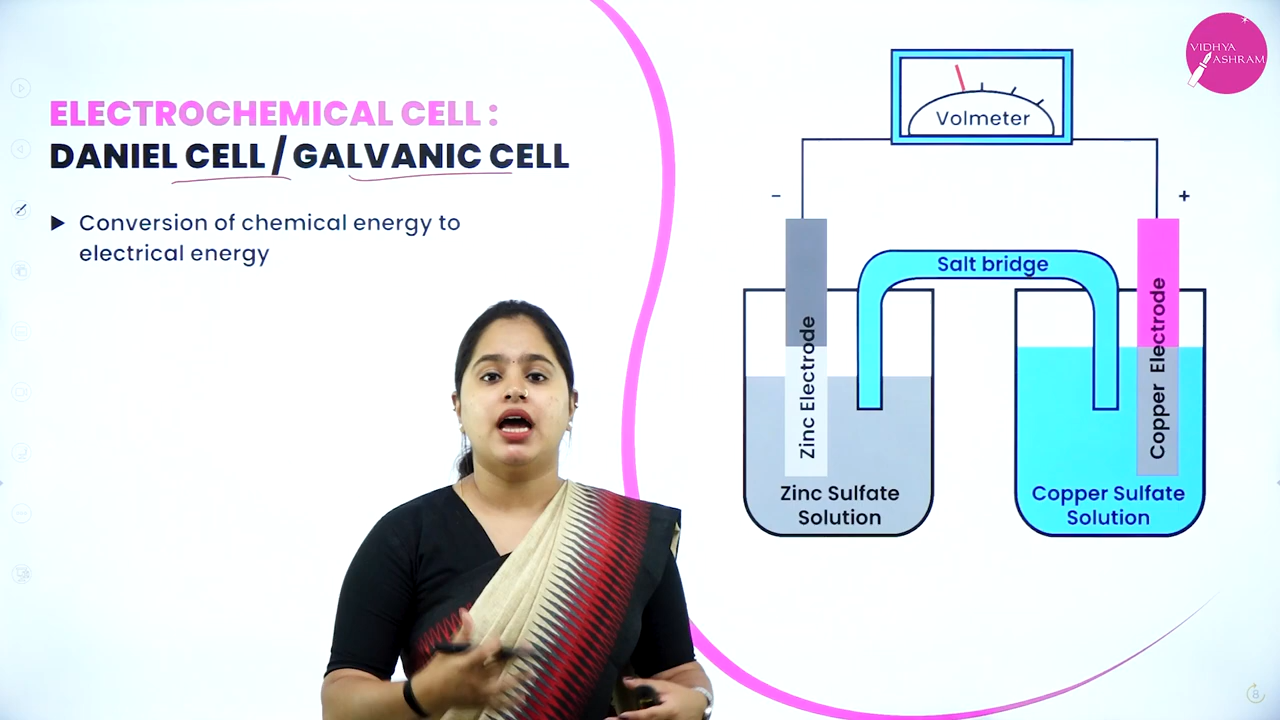 ELECTROCHEMICAL CELL :
DANIEL CELL / GALVANIC CELL
▶ Conversion of chemical energy to
electrical energy
VIDHYA
ASHRAM
Volmeter
–
+
Salt bridge
Zinc Electrode
Copper Electrode
Zinc Sulfate
Solution
Copper Sulfate
Solution
8